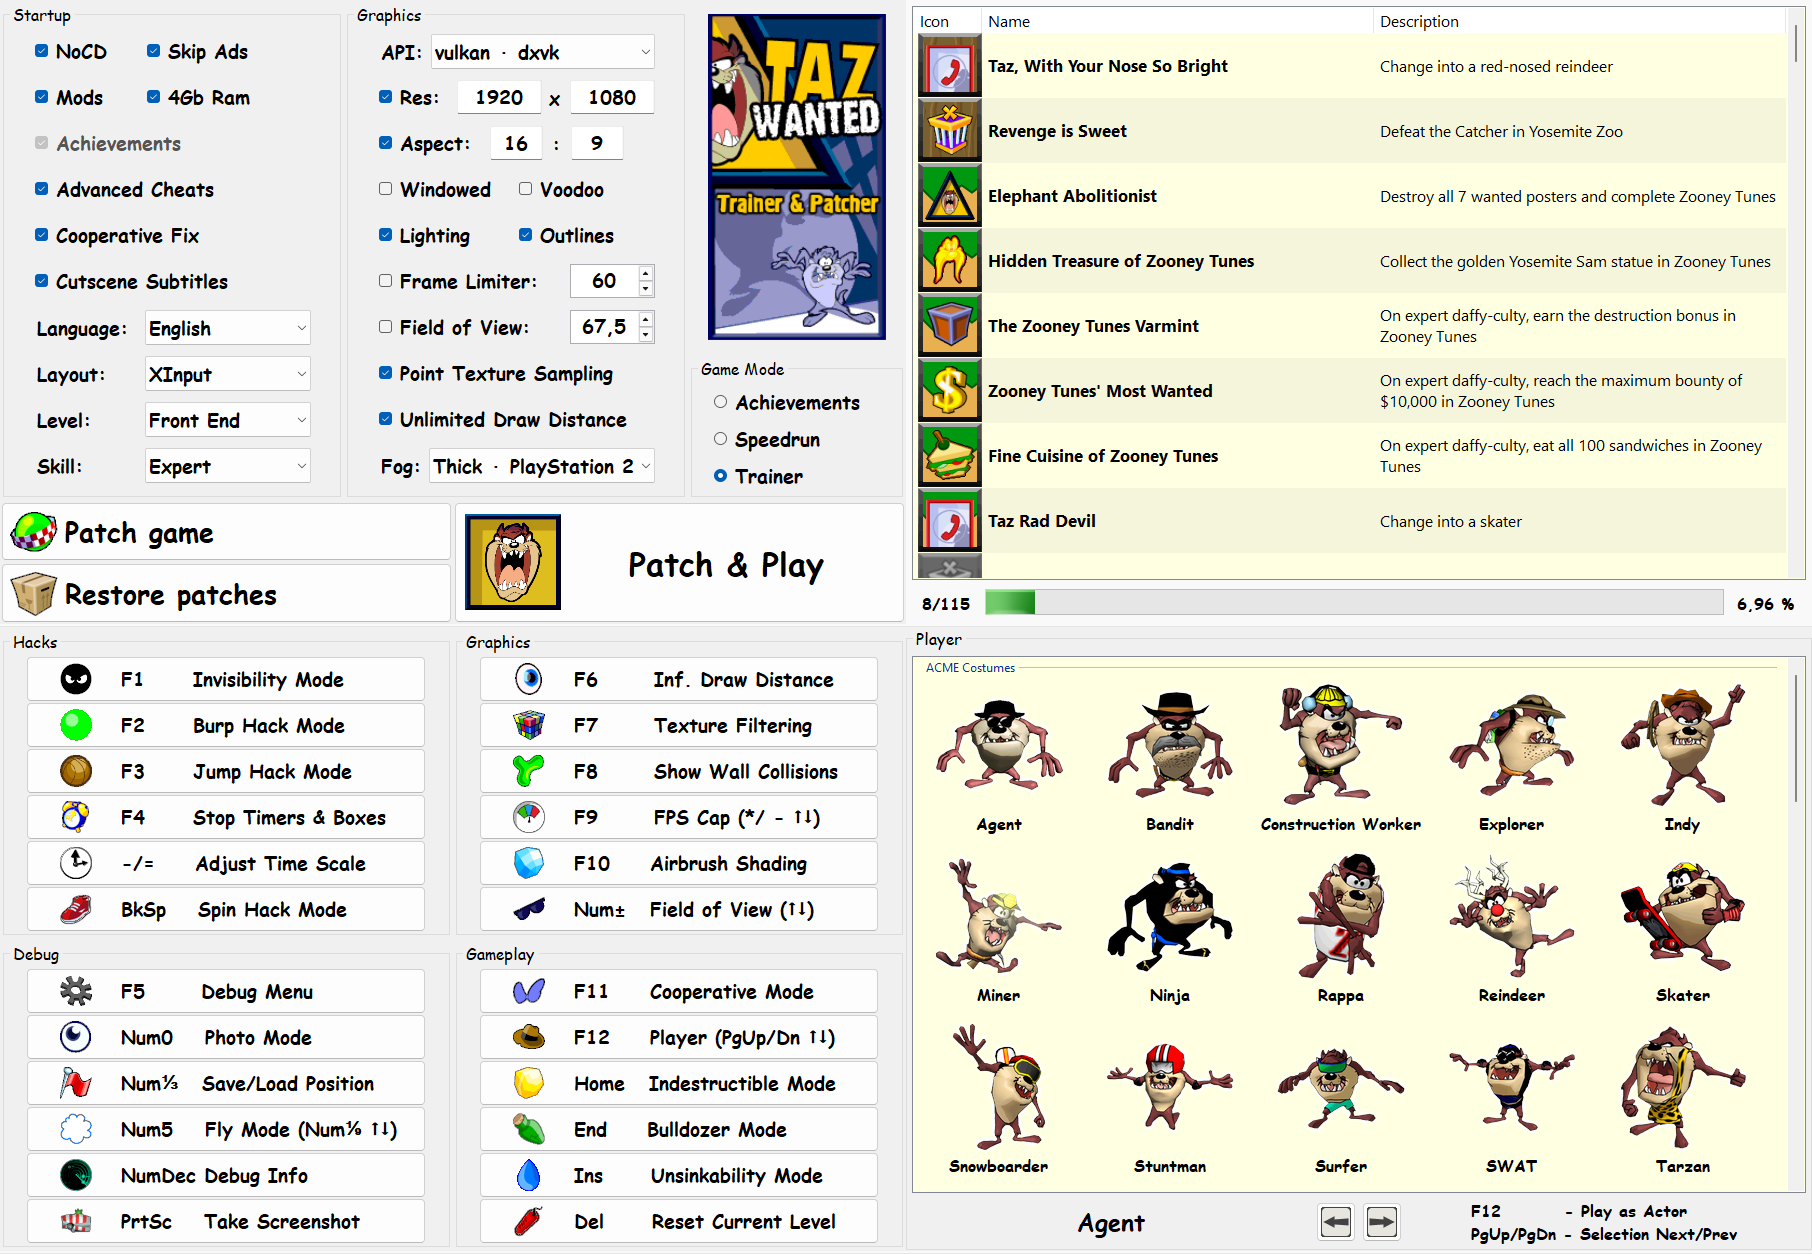 Startup
NoCD
Skip Ads
Mods
4Gb Ram
Achievements
Advanced Cheats
Cooperative Fix
Cutscene Subtitles
Language: English
Layout: XInput
Level: Front End
Skill: Expert
Graphics
API: vulkan · dxvk
Res: 1920 x 1080
Aspect: 16 : 9
Windowed
Voodoo
Lighting
Outlines
Frame Limiter: 60
Field of View: 67,5
Point Texture Sampling
Unlimited Draw Distance
Fog: Thick · PlayStation 2
TAZ
WANTED
Trainer & Patcher
Game Mode
Achievements
Speedrun
Trainer
Patch game
Restore patches
Patch & Play
Icon Name Description
Taz, With Your Nose So Bright
Change into a red-nosed reindeer
Revenge is Sweet
Defeat the Catcher in Yosemite Zoo
Elephant Abolitionist
Destroy all 7 wanted posters and complete Zooney Tunes
Hidden Treasure of Zooney Tunes
Collect the golden Yosemite Sam statue in Zooney Tunes
The Zooney Tunes Varmint
On expert daffy-culty, earn the destruction bonus in
Zooney Tunes
Zooney Tunes' Most Wanted
On expert daffy-culty, reach the maximum bounty of
$10,000 in Zooney Tunes
Fine Cuisine of Zooney Tunes
On expert daffy-culty, eat all 100 sandwiches in Zooney
Tunes
Taz Rad Devil
Change into a skater
8/115
6,96 %
Hacks
F1 Invisibility Mode
F2 Burp Hack Mode
F3 Jump Hack Mode
F4 Stop Timers & Boxes
-/= Adjust Time Scale
BkSp Spin Hack Mode
Graphics
F6 Inf. Draw Distance
F7 Texture Filtering
F8 Show Wall Collisions
F9 FPS Cap (*/ - ↑↓)
F10 Airbrush Shading
Num± Field of View (↑↓)
Debug
F5 Debug Menu
Num0 Photo Mode
Num⅓ Save/Load Position
Num5 Fly Mode (Num⅑ ↑↓)
NumDec Debug Info
PrtSc Take Screenshot
Gameplay
F11 Cooperative Mode
F12 Player (PgUp/Dn ↑↓)
Home Indestructible Mode
End Bulldozer Mode
Ins Unsinkability Mode
Del Reset Current Level
Player
ACME Costumes
Agent
Bandit
Construction Worker
Explorer
Indy
Miner
Ninja
Rappa
Reindeer
Skater
Snowboarder
Stuntman
Surfer
SWAT
Tarzan
Agent
F12 - Play as Actor
PgUp/PgDn - Selection Next/Prev